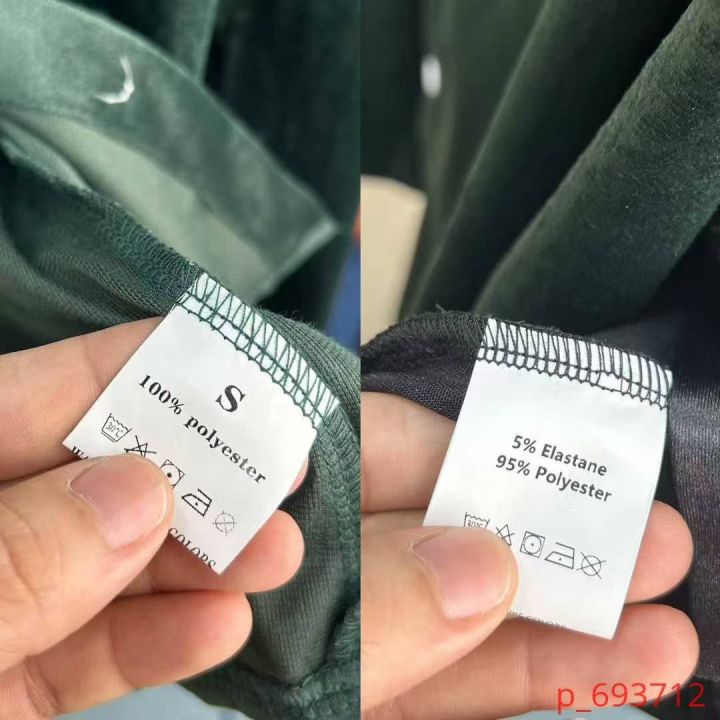 S
100% polyester
30°C
COLORS
5% Elastane
95% Polyester
30°C
p_693712